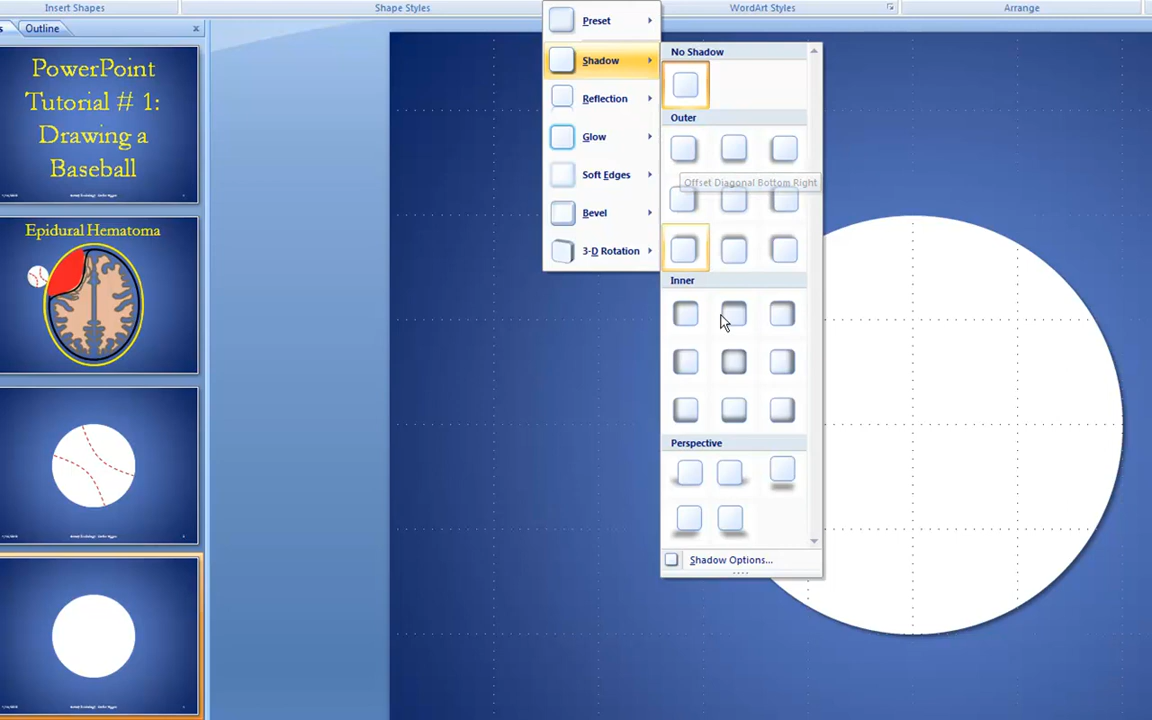 Insert Shapes
Shape Styles
WordArt Styles
Arrange
Outline
PowerPoint
Tutorial # 1:
Drawing a
Baseball
Epidural Hematoma
Preset
Shadow
Reflection
Glow
Soft Edges
Bevel
3-D Rotation
No Shadow
Outer
Offset Diagonal Bottom Right
Inner
Perspective
Shadow Options...